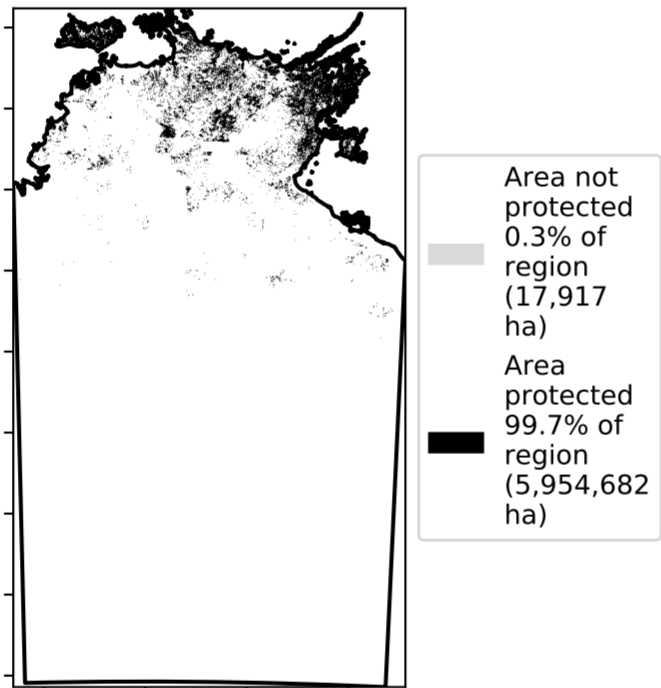 Area not
protected
0.3% of
region
(17,917
ha)
Area
protected
99.7% of
region
(5,954,682
ha)